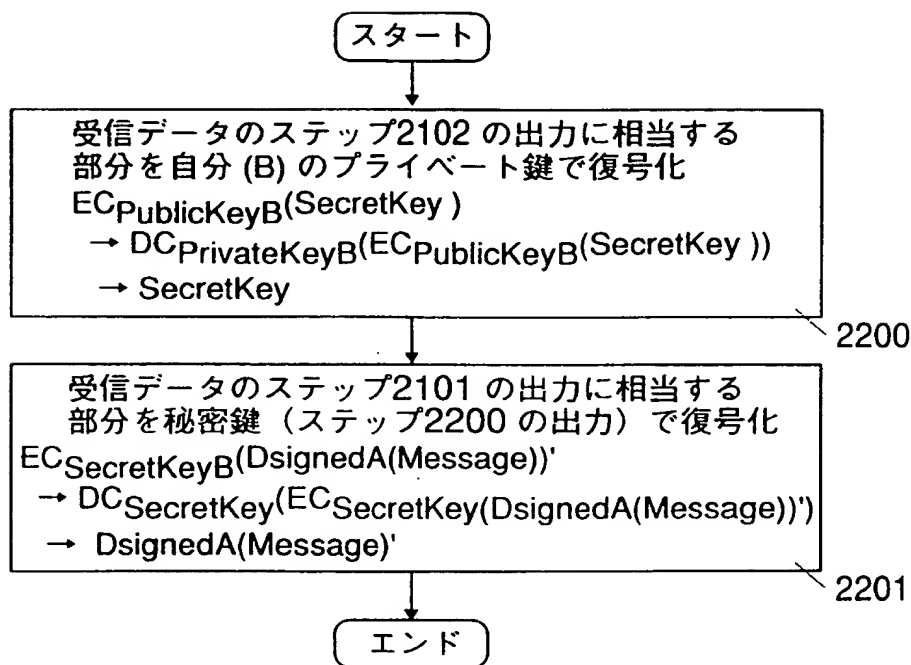 スタート
受信データのステップ2102 の出力に相当する
部分を自分 (B) のプライベート鍵で復号化
ECPublicKeyB(SecretKey )
→ DCPrivateKeyB(ECPublicKeyB(SecretKey ))
→ SecretKey
2200
受信データのステップ2101 の出力に相当する
部分を秘密鍵（ステップ2200 の出力）で復号化
ECSecretKeyB(DsignedA(Message))'
→ DCSecretKey(ECSecretKey(DsignedA(Message))')
→ DsignedA(Message)'
2201
エンド